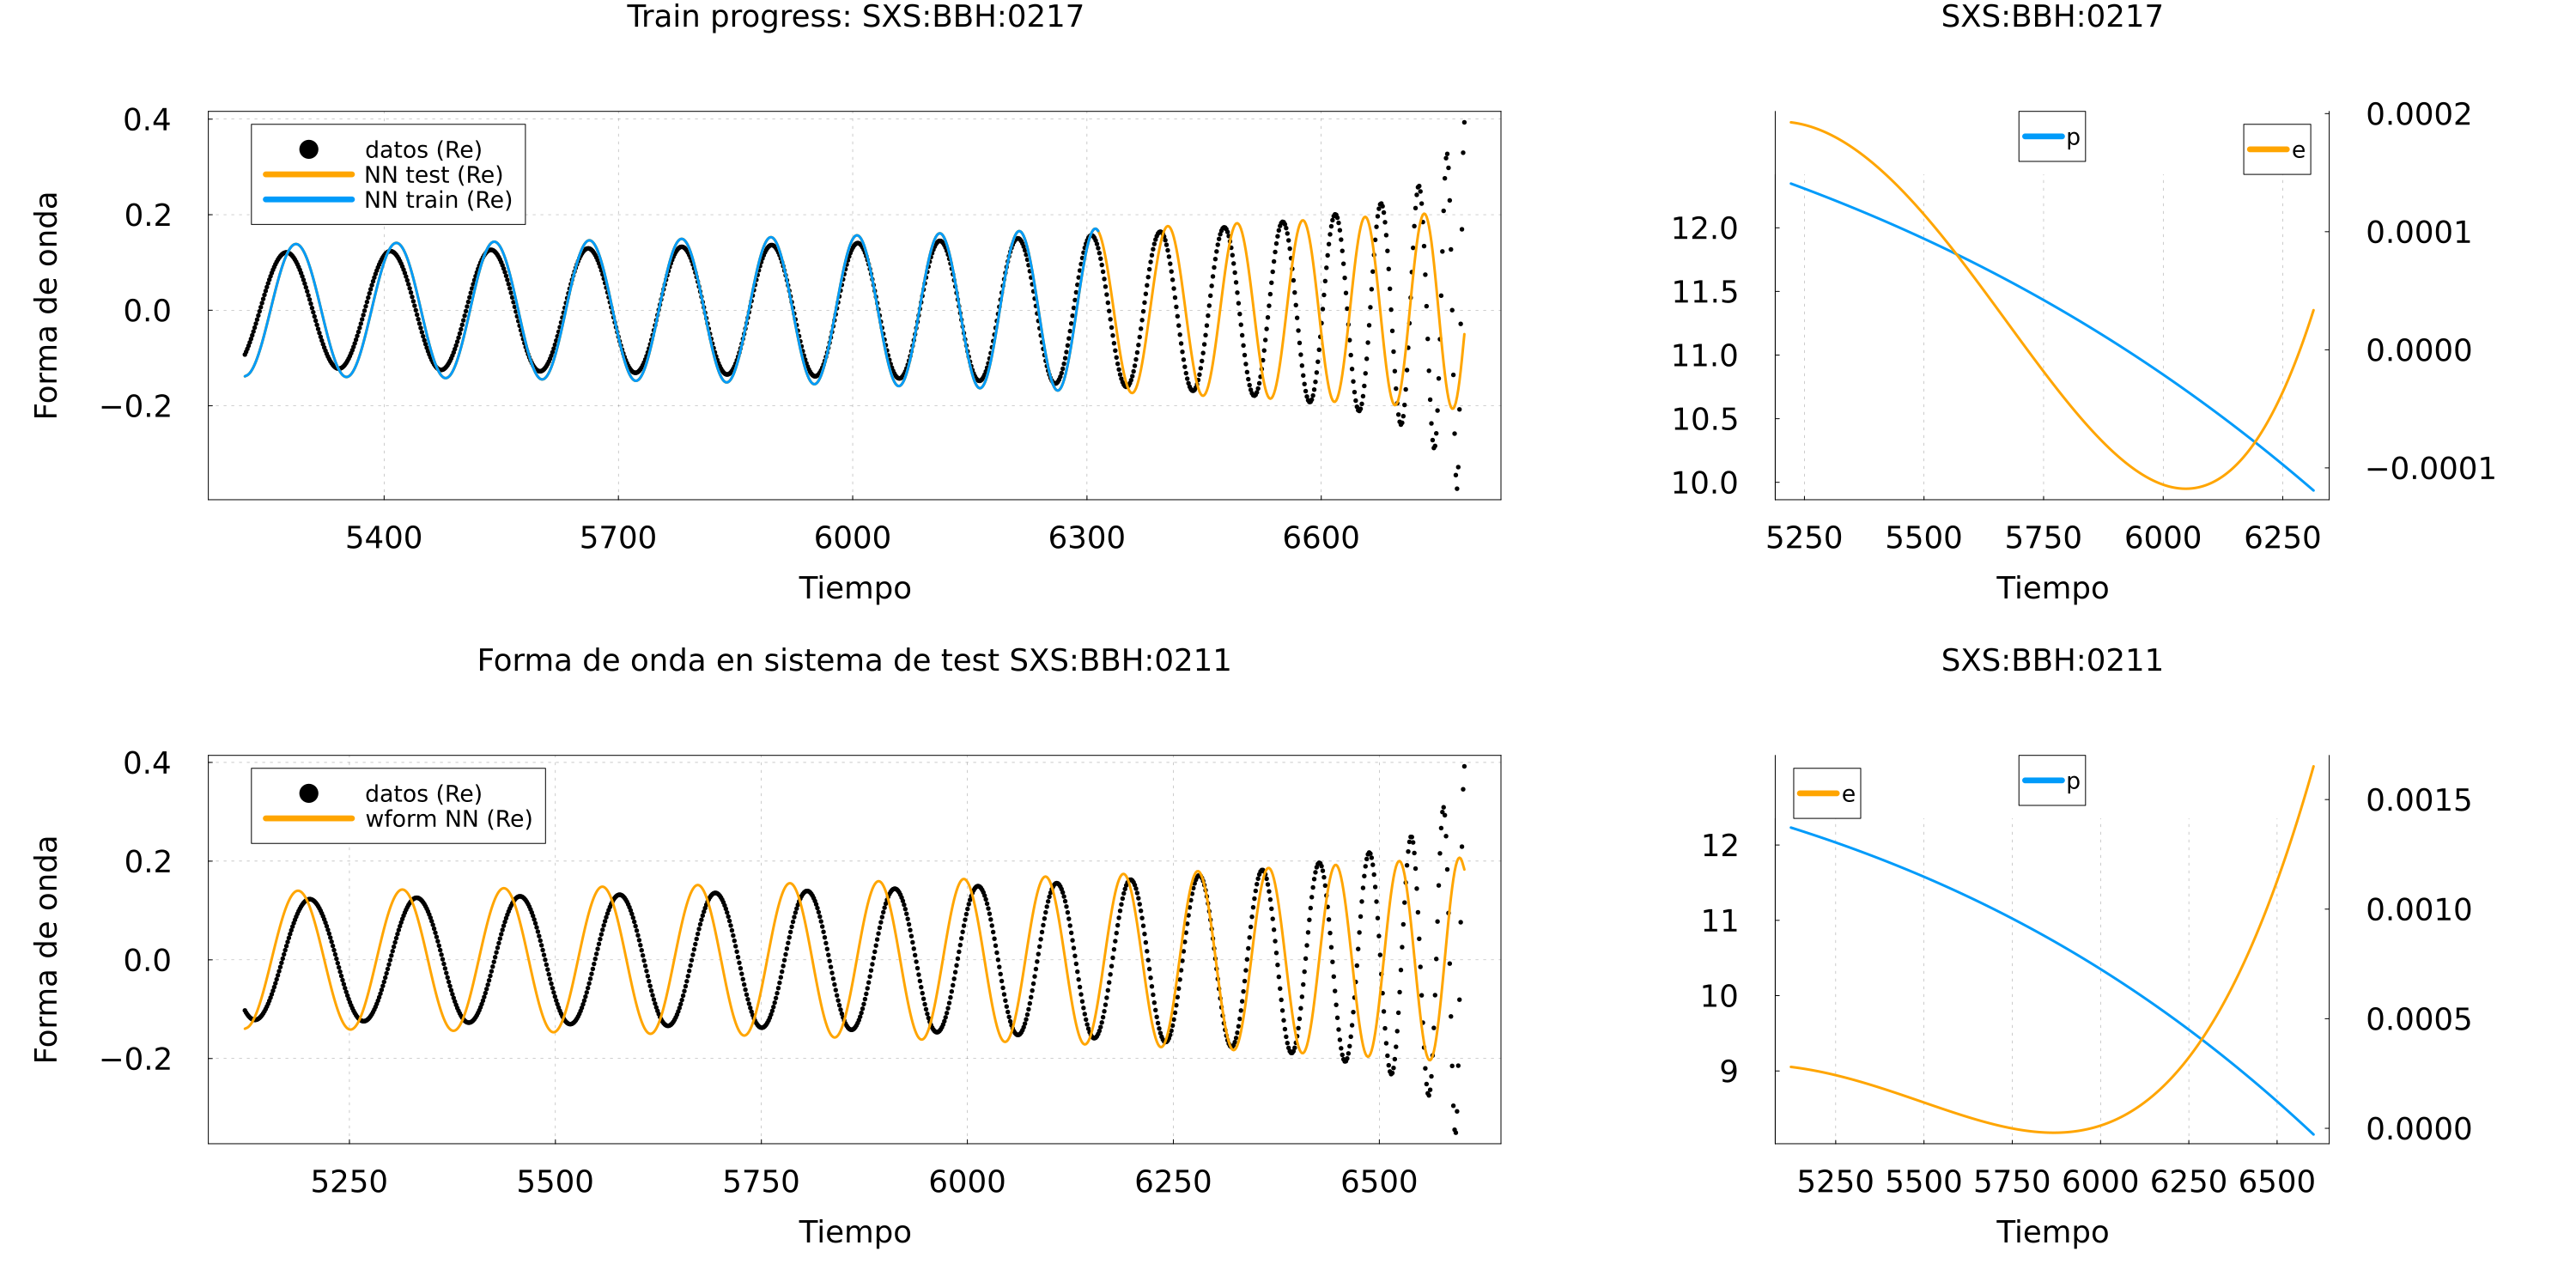 Train progress: SXS:BBH:0217
Forma de onda
0.4
0.2
0.0
−0.2
datos (Re)
NN test (Re)
NN train (Re)
5400 5700 6000 6300 6600
Tiempo
SXS:BBH:0217
12.0
11.5
11.0
10.5
10.0
p
e
0.0002
0.0001
0.0000
−0.0001
5250 5500 5750 6000 6250
Tiempo
Forma de onda en sistema de test SXS:BBH:0211
Forma de onda
0.4
0.2
0.0
−0.2
datos (Re)
wform NN (Re)
5250 5500 5750 6000 6250 6500
Tiempo
SXS:BBH:0211
12
11
10
9
e
p
0.0015
0.0010
0.0005
0.0000
5250 5500 5750 6000 6250 6500
Tiempo